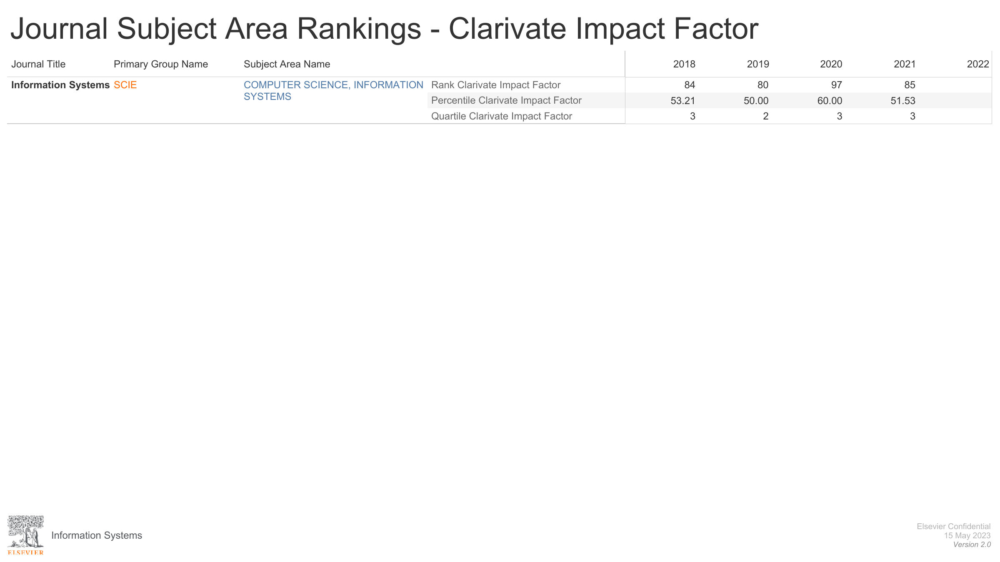 Journal Subject Area Rankings - Clarivate Impact Factor
Journal Title Primary Group Name Subject Area Name 2018 2019 2020 2021 2022
Information Systems SCIE COMPUTER SCIENCE, INFORMATION Rank Clarivate Impact Factor 84 80 97 85
SYSTEMS Percentile Clarivate Impact Factor 53.21 50.00 60.00 51.53
Quartile Clarivate Impact Factor 3 2 3 3
ELSEVIER
Information Systems
Elsevier Confidential
15 May 2023
Version 2.0